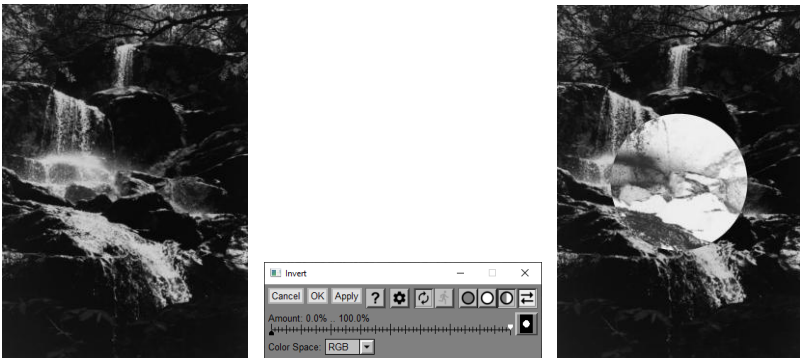 Invert
Cancel OK Apply ?
Amount: 0.0% .. 100.0%
Color Space: RGB